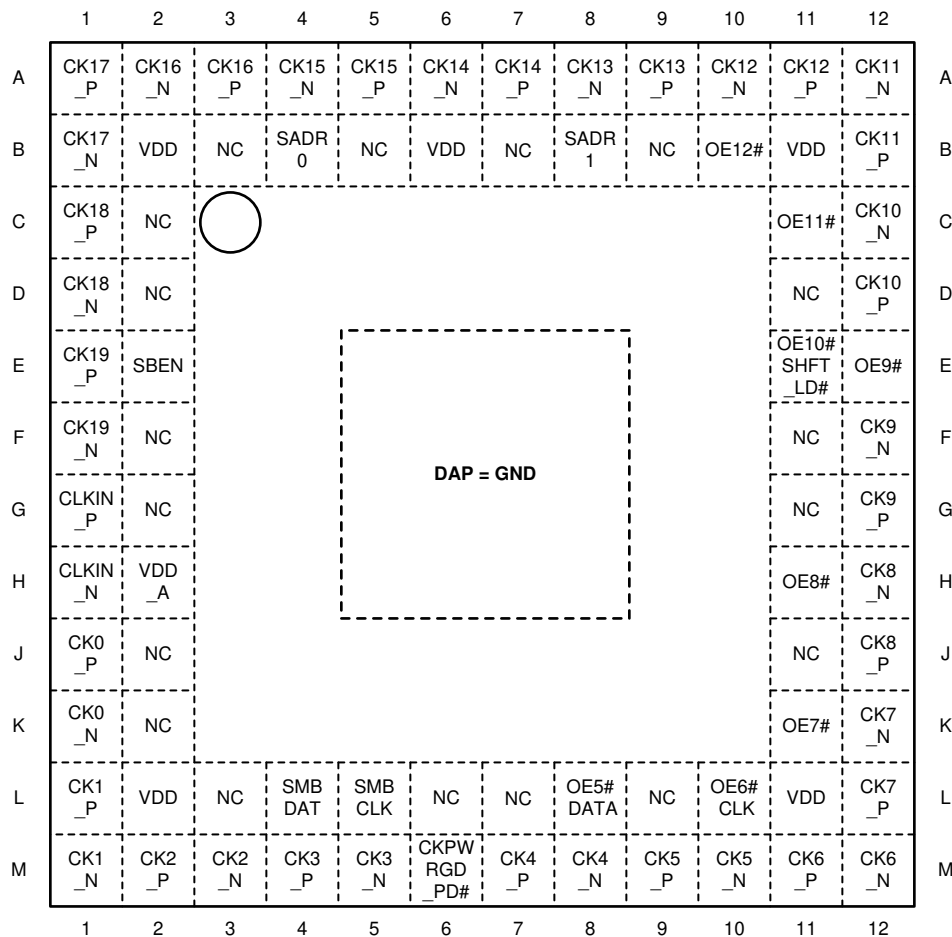 1 2 3 4 5 6 7 8 9 10 11 12
A CK17_P CK16_N CK16_P CK15_N CK15_P CK14_N CK14_P CK13_N CK13_P CK12_N CK12_P CK11_N A
B CK17_N VDD NC SADR0 NC VDD NC SADR1 NC OE12# VDD CK11_P B
C CK18_P NC OE11# CK10_N C
D CK18_N NC NC CK10_P D
E CK19_P SBEN OE10# SHFT_LD# OE9# E
F CK19_N NC NC CK9_N F
DAP = GND
G CLKIN_P NC NC CK9_P G
H CLKIN_N VDD_A OE8# CK8_N H
J CK0_P NC NC CK8_P J
K CK0_N NC OE7# CK7_N K
L CK1_P VDD NC SMB DAT SMB CLK NC NC OE5# DATA NC OE6# CLK VDD CK7_P L
M CK1_N CK2_P CK2_N CK3_P CK3_N CKPWRGD_PD# CK4_P CK4_N CK5_P CK5_N CK6_P CK6_N M
1 2 3 4 5 6 7 8 9 10 11 12